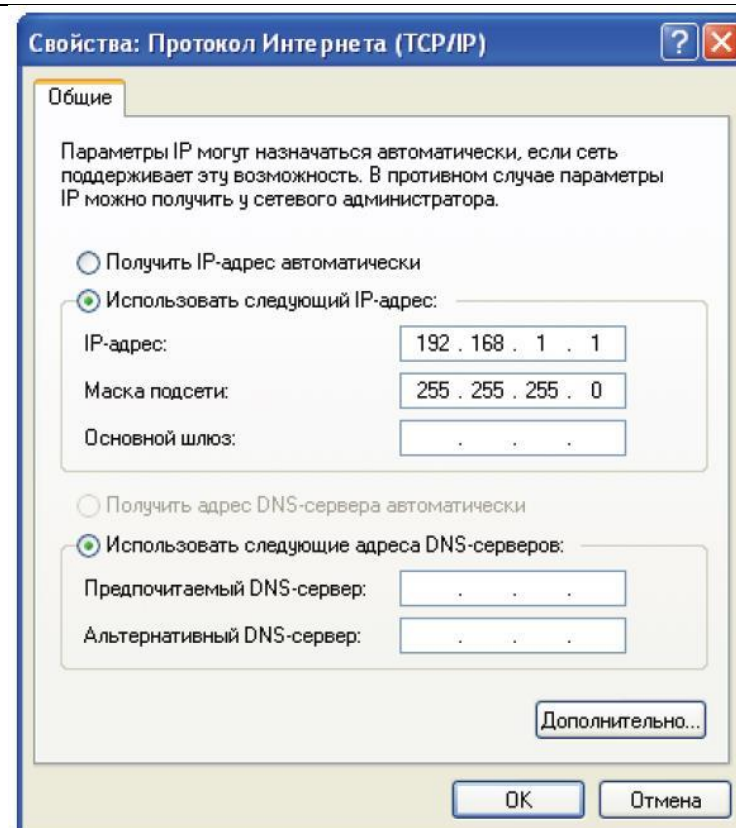 Свойства: Протокол Интернета (TCP/IP)
Общие
Параметры IP могут назначаться автоматически, если сеть
поддерживает эту возможность. В противном случае параметры
IP можно получить у сетевого администратора.
Получить IP-адрес автоматически
Использовать следующий IP-адрес:
IP-адрес: 192 . 168 . 1 . 1
Маска подсети: 255 . 255 . 255 . 0
Основной шлюз: . . .
Получить адрес DNS-сервера автоматически
Использовать следующие адреса DNS-серверов:
Предпочитаемый DNS-сервер: . . .
Альтернативный DNS-сервер: . . .
Дополнительно...
OK Отмена